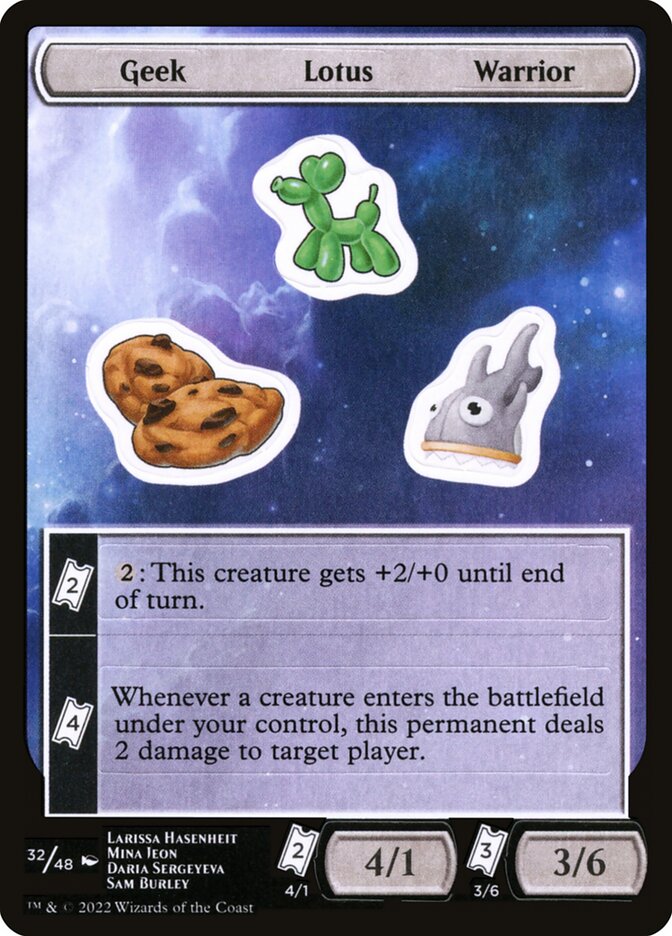 Geek Lotus Warrior
2
2: This creature gets +2/+0 until end
of turn.
4
Whenever a creature enters the battlefield
under your control, this permanent deals
2 damage to target player.
32/48
LARISSA HASENHEIT
MINA JEON
DARIA SERGEYEVA
SAM BURLEY
2
4/1
4/1
3
3/6
3/6
™ & © 2022 Wizards of the Coast